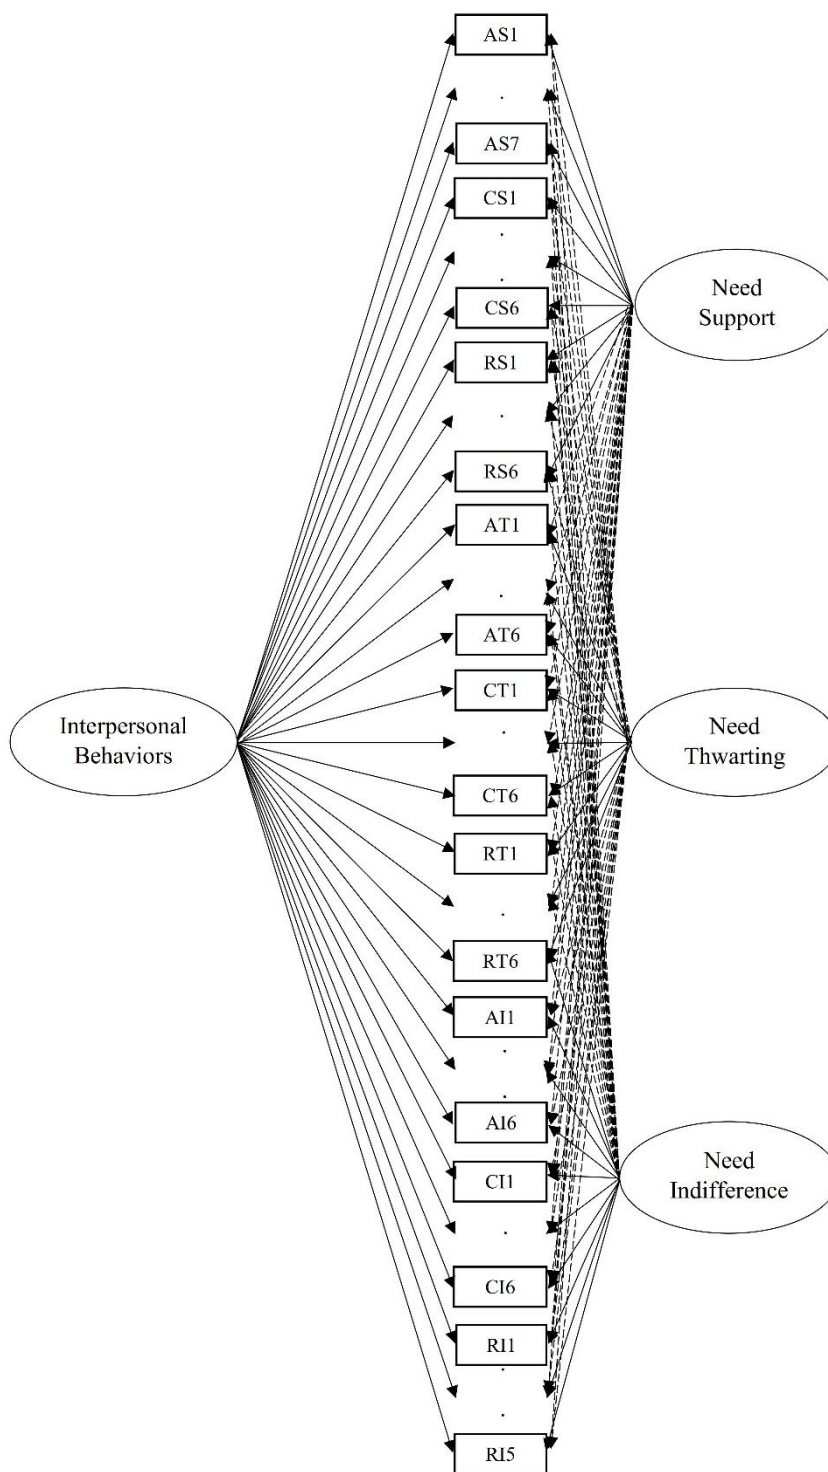 AS1
.
AS7
CS1
.
.
CS6
RS1
.
RS6
AT1
.
AT6
CT1
.
CT6
RT1
.
RT6
AI1
.
.
AI6
CI1
.
CI6
RI1
.
.
RI5
Interpersonal
Behaviors
Need
Support
Need
Thwarting
Need
Indifference